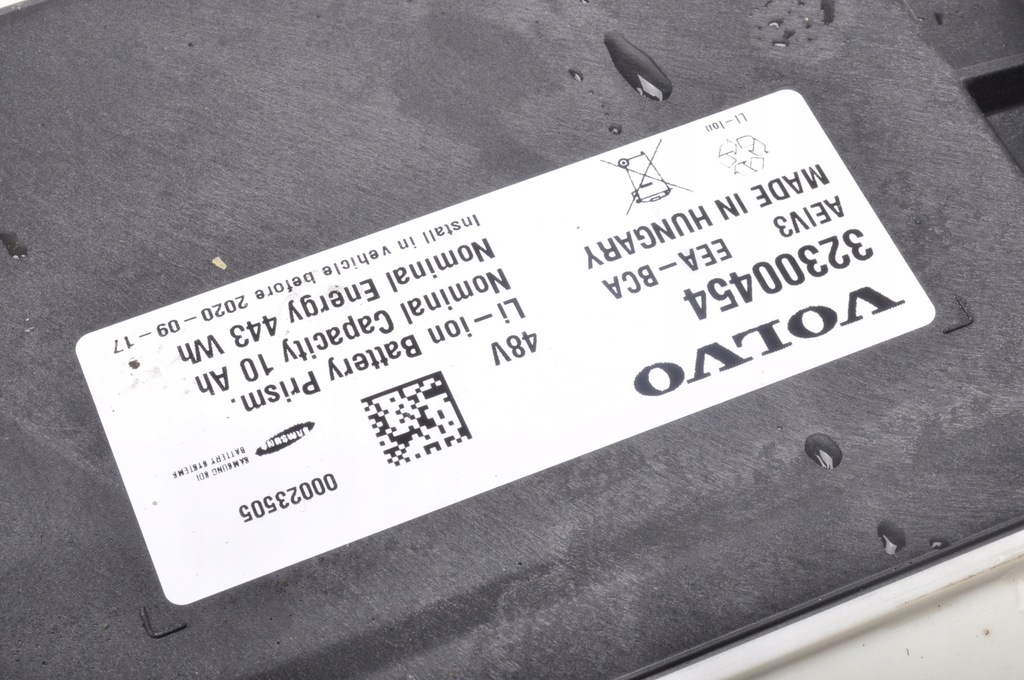 VOLVO
32300454
AEIV3
EEA-BCA
MADE IN HUNGARY
Li-Ion
48V
Li-ion Battery Prism.
Nominal Capacity 10 Ah
Nominal Energy 443 Wh
Install in vehicle before 2020-09-17
00023505
SAMSUNG
SAMSUNG SDI
BATTERY SYSTEMS